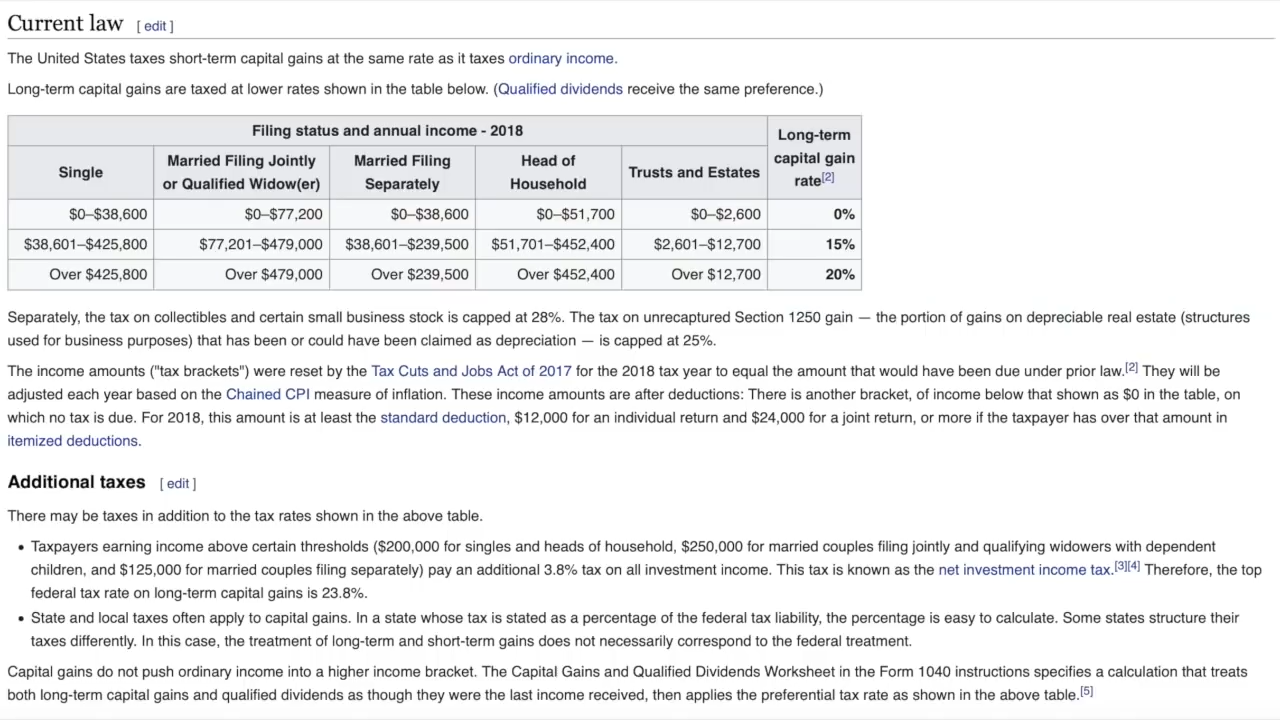 Current law [ edit ]
The United States taxes short-term capital gains at the same rate as it taxes ordinary income.
Long-term capital gains are taxed at lower rates shown in the table below. (Qualified dividends receive the same preference.)
Filing status and annual income - 2018
Long-term capital gain rate[2]
Single Married Filing Jointly or Qualified Widow(er) Married Filing Separately Head of Household Trusts and Estates
$0–$38,600 $0–$77,200 $0–$38,600 $0–$51,700 $0–$2,600 0%
$38,601–$425,800 $77,201–$479,000 $38,601–$239,500 $51,701–$452,400 $2,601–$12,700 15%
Over $425,800 Over $479,000 Over $239,500 Over $452,400 Over $12,700 20%
Separately, the tax on collectibles and certain small business stock is capped at 28%. The tax on unrecaptured Section 1250 gain — the portion of gains on depreciable real estate (structures
used for business purposes) that has been or could have been claimed as depreciation — is capped at 25%.
The income amounts ("tax brackets") were reset by the Tax Cuts and Jobs Act of 2017 for the 2018 tax year to equal the amount that would have been due under prior law.[2] They will be
adjusted each year based on the Chained CPI measure of inflation. These income amounts are after deductions: There is another bracket, of income below that shown as $0 in the table, on
which no tax is due. For 2018, this amount is at least the standard deduction, $12,000 for an individual return and $24,000 for a joint return, or more if the taxpayer has over that amount in
itemized deductions.
Additional taxes [ edit ]
There may be taxes in addition to the tax rates shown in the above table.
• Taxpayers earning income above certain thresholds ($200,000 for singles and heads of household, $250,000 for married couples filing jointly and qualifying widowers with dependent
children, and $125,000 for married couples filing separately) pay an additional 3.8% tax on all investment income. This tax is known as the net investment income tax.[3][4] Therefore, the top
federal tax rate on long-term capital gains is 23.8%.
• State and local taxes often apply to capital gains. In a state whose tax is stated as a percentage of the federal tax liability, the percentage is easy to calculate. Some states structure their
taxes differently. In this case, the treatment of long-term and short-term gains does not necessarily correspond to the federal treatment.
Capital gains do not push ordinary income into a higher income bracket. The Capital Gains and Qualified Dividends Worksheet in the Form 1040 instructions specifies a calculation that treats
both long-term capital gains and qualified dividends as though they were the last income received, then applies the preferential tax rate as shown in the above table.[5]